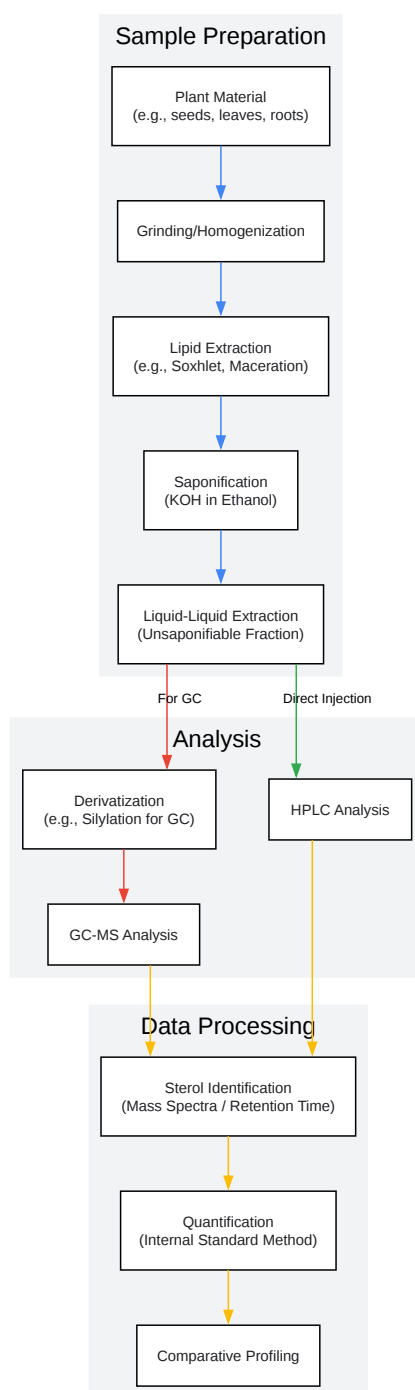 Sample Preparation
Plant Material
(e.g., seeds, leaves, roots)
Grinding/Homogenization
Lipid Extraction
(e.g., Soxhlet, Maceration)
Saponification
(KOH in Ethanol)
Liquid-Liquid Extraction
(Unsaponifiable Fraction)
For GC
Direct Injection
Analysis
Derivatization
(e.g., Silylation for GC)
HPLC Analysis
GC-MS Analysis
Data Processing
Sterol Identification
(Mass Spectra / Retention Time)
Quantification
(Internal Standard Method)
Comparative Profiling